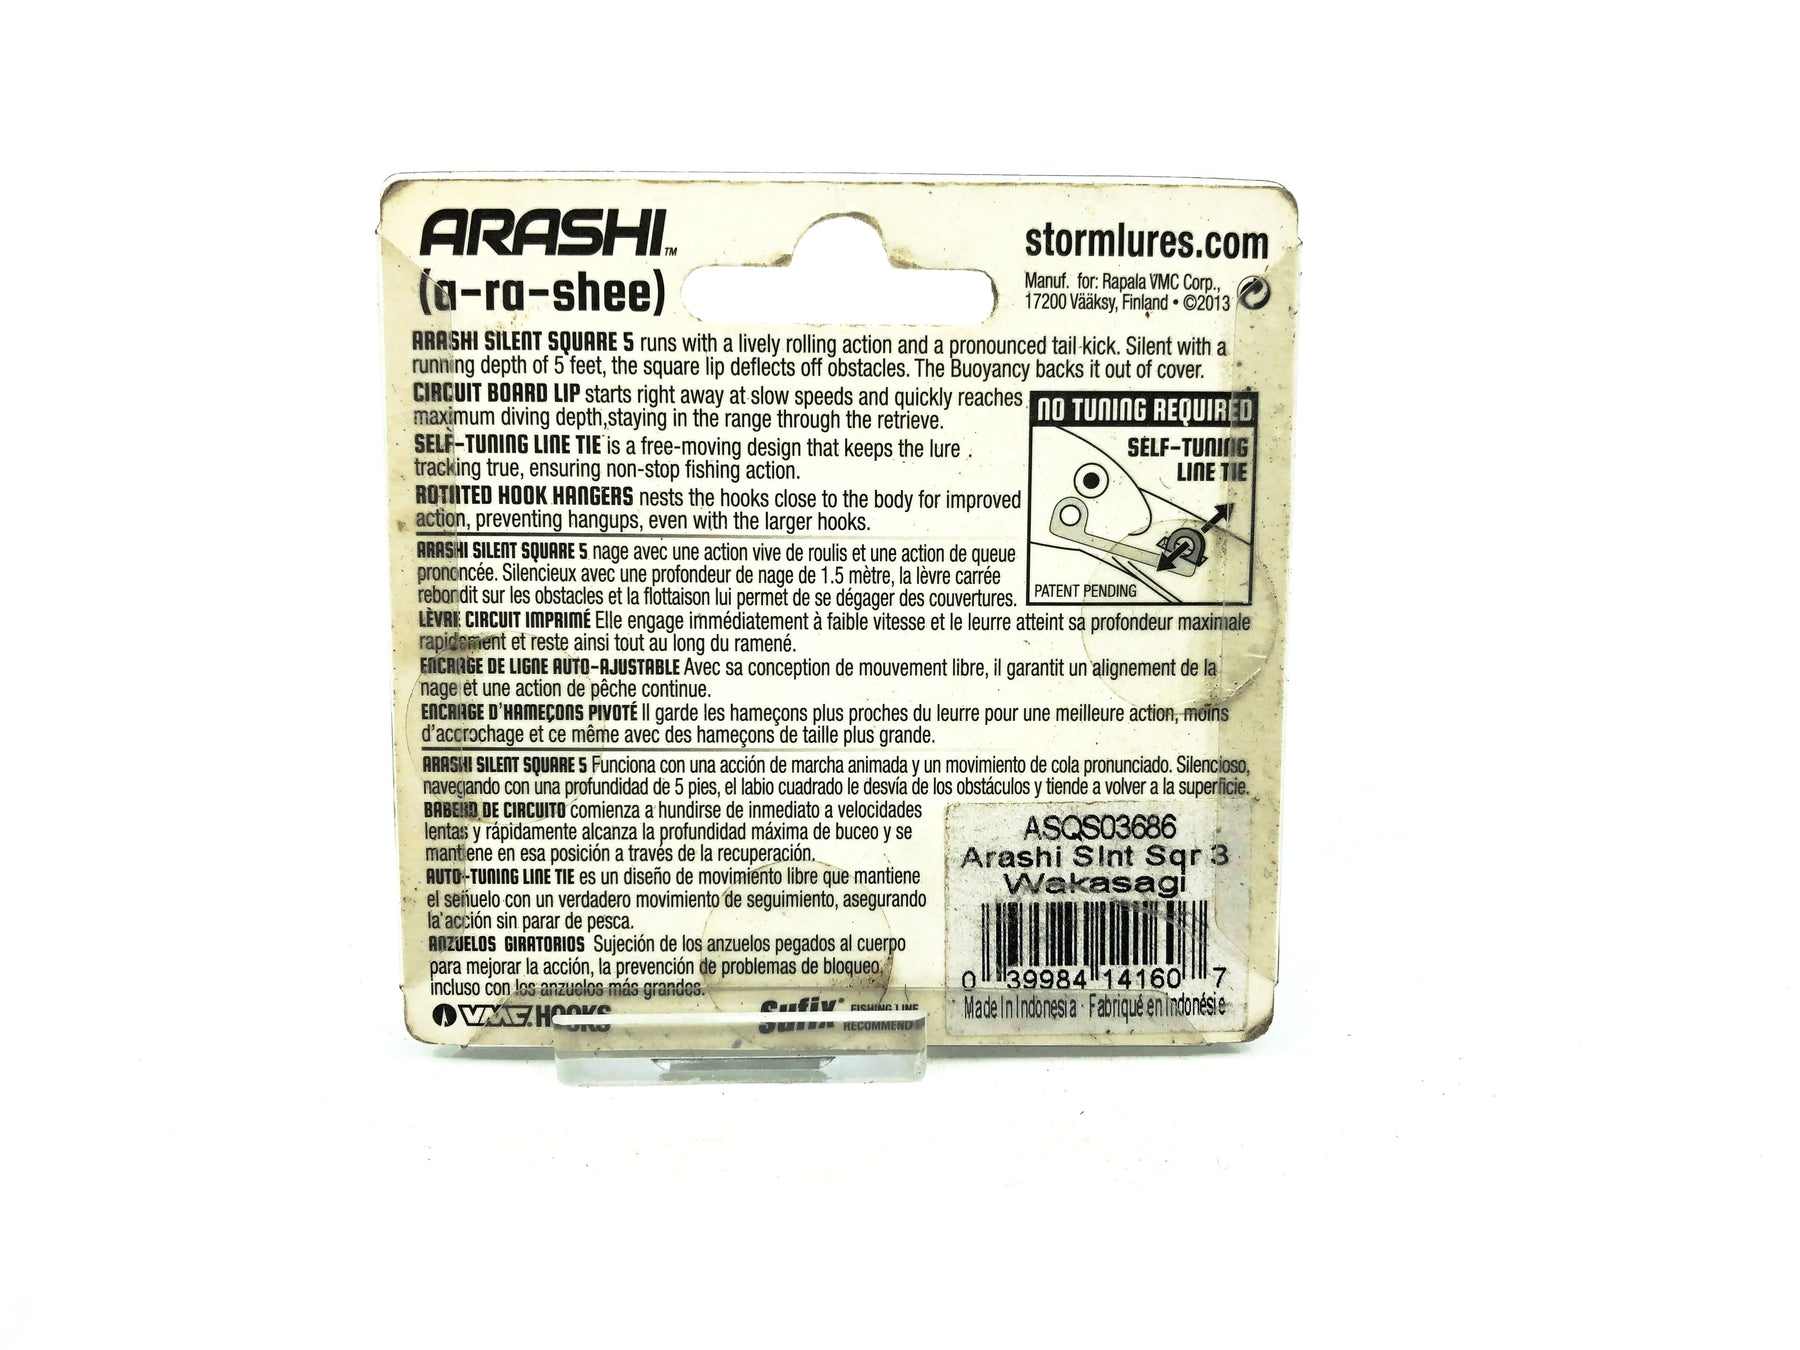 ARASHI™
(a-ra-shee)
stormlures.com
Manuf. for: Rapala VMC Corp.,
17200 Vääksy, Finland • ©2013
ARASHI SILENT SQUARE 5 runs with a lively rolling action and a pronounced tail kick. Silent with a
running depth of 5 feet, the square lip deflects off obstacles. The Buoyancy backs it out of cover.
CIRCUIT BOARD LIP starts right away at slow speeds and quickly reaches
maximum diving depth,staying in the range through the retrieve.
SELF-TUNING LINE TIE is a free-moving design that keeps the lure
tracking true, ensuring non-stop fishing action.
ROTATED HOOK HANGERS nests the hooks close to the body for improved
action, preventing hangups, even with the larger hooks.
NO TUNING REQUIRED
SELF-TUNING
LINE TIE
PATENT PENDING
ARASHI SILENT SQUARE 5 nage avec une action vive de roulis et une action de queue
prononcée. Silencieux avec une profondeur de nage de 1.5 mètre, la lèvre carrée
rebondit sur les obstacles et la flottaison lui permet de se dégager des couvertures.
LÈVRE CIRCUIT IMPRIMÉ Elle engage immédiatement à faible vitesse et le leurre atteint sa profondeur maximale
rapidement et reste ainsi tout au long du ramené.
ENCRAGE DE LIGNE AUTO-AJUSTABLE Avec sa conception de mouvement libre, il garantit un alignement de la
nage et une action de pêche continue.
ENCRAGE D'HAMEÇONS PIVOTÉ Il garde les hameçons plus proches du leurre pour une meilleure action, moins
d'accrochage et ce même avec des hameçons de taille plus grande.
ARASHI SILENT SQUARE 5 Funciona con una acción de marcha animada y un movimiento de cola pronunciado. Silencioso,
navegando con una profundidad de 5 pies, el labio cuadrado le desvía de los obstáculos y tiende a volver a la superficie.
BABERO DE CIRCUITO comienza a hundirse de inmediato a velocidades
lentas y rápidamente alcanza la profundidad máxima de buceo y se
mantiene en esa posición a través de la recuperación.
AUTO-TUNING LINE TIE es un diseño de movimiento libre que mantiene
el señuelo con un verdadero movimiento de seguimiento, asegurando
la acción sin parar de pesca.
ANZUELOS GIRATORIOS Sujeción de los anzuelos pegados al cuerpo
para mejorar la acción, la prevención de problemas de bloqueo,
incluso con los anzuelos más grandes.
VMC HOOKS
Sufix FISHING LINE
RECOMMEND
ASQS03686
Arashi Slnt Sqr 3
Wakasagi
0 39984 14160 7
Made In Indonesia · Fabriqué en Indonésie